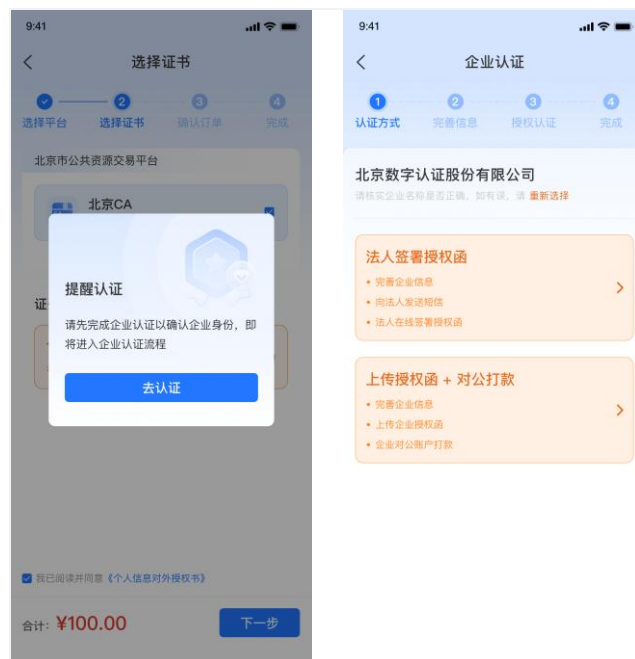 9:41
选择证书
2
3
4
选择平台
选择证书
确认订单
完成
北京市公共资源交易平台
北京CA
证
提醒认证
请先完成企业认证以确认企业身份，即
将进入企业认证流程
去认证
我已阅读并同意《个人信息对外授权书》
合计: ¥100.00
下一步
9:41
企业认证
1
2
3
4
认证方式
完善信息
授权认证
完成
北京数字认证股份有限公司
请核实企业名称是否正确，如有误，请 重新选择
法人签署授权函
• 完善企业信息
• 向法人发送短信
• 法人在线签署授权函
上传授权函 + 对公打款
• 完善企业信息
• 上传企业授权函
• 企业对公账户打款